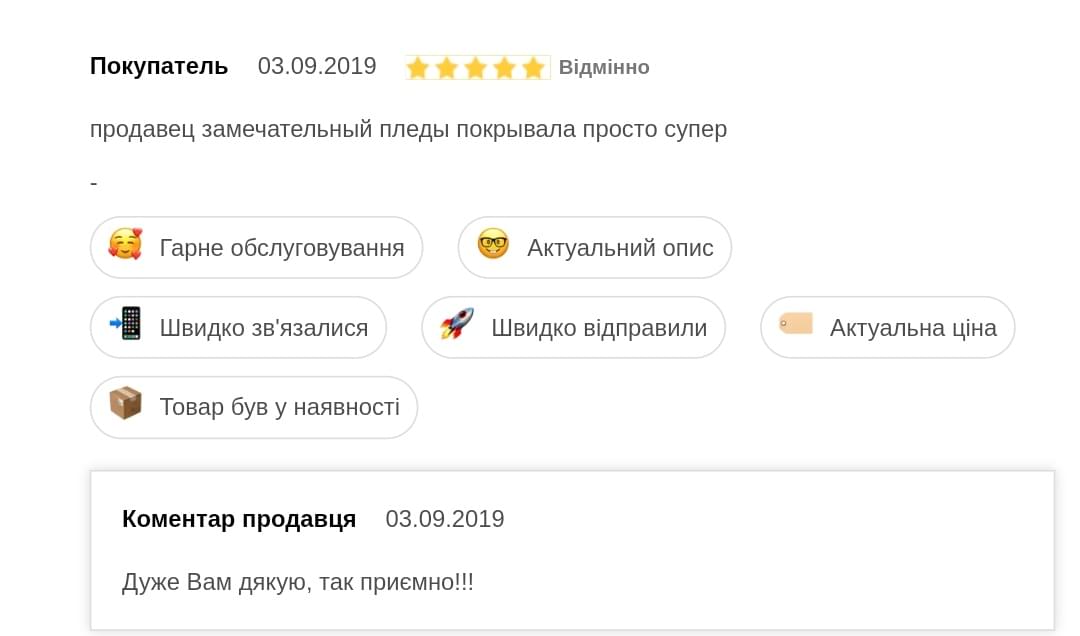 Покупатель 03.09.2019 Відмінно
продавец замечательный пледы покрывала просто супер
-
Гарне обслуговування Актуальний опис
Швидко зв'язалися Швидко відправили Актуальна ціна
Товар був у наявності
Коментар продавця 03.09.2019
Дуже Вам дякую, так приємно!!!